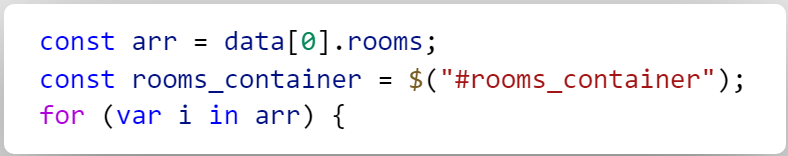 const arr = data[0].rooms;
const rooms_container = $("#rooms_container");
for (var i in arr) {